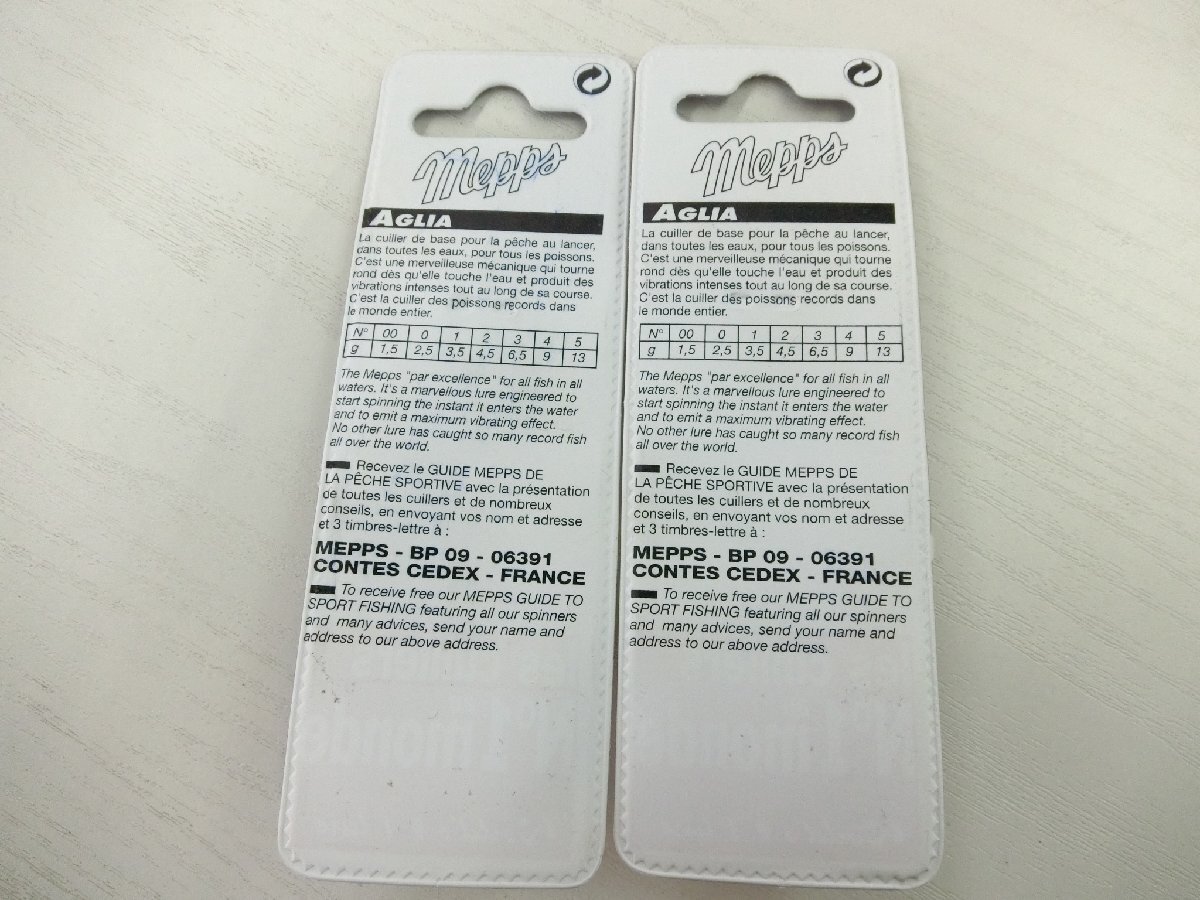 Mepps
AGLIA
La cuiller de base pour la pêche au lancer,
dans toutes les eaux, pour tous les poissons.
C'est une merveilleuse mécanique qui tourne
rond dès qu'elle touche l'eau et produit des
vibrations intenses tout au long de sa course.
C'est la cuiller des poissons records dans
le monde entier.
N° 00 0 1 2 3 4 5
g 1,5 2,5 3,5 4,5 6,5 9 13
The Mepps "par excellence" for all fish in all
waters. It's a marvellous lure engineered to
start spinning the instant it enters the water
and to emit a maximum vibrating effect.
No other lure has caught so many record fish
all over the world.
Recevez le GUIDE MEPPS DE
LA PÊCHE SPORTIVE avec la présentation
de toutes les cuillers et de nombreux
conseils, en envoyant vos nom et adresse
et 3 timbres-lettre à :
MEPPS - BP 09 - 06391
CONTES CEDEX - FRANCE
To receive free our MEPPS GUIDE TO
SPORT FISHING featuring all our spinners
and many advices, send your name and
address to our above address.
Mepps
AGLIA
La cuiller de base pour la pêche au lancer,
dans toutes les eaux, pour tous les poissons.
C'est une merveilleuse mécanique qui tourne
rond dès qu'elle touche l'eau et produit des
vibrations intenses tout au long de sa course.
C'est la cuiller des poissons records dans
le monde entier.
N° 00 0 1 2 3 4 5
g 1,5 2,5 3,5 4,5 6,5 9 13
The Mepps "par excellence" for all fish in all
waters. It's a marvellous lure engineered to
start spinning the instant it enters the water
and to emit a maximum vibrating effect.
No other lure has caught so many record fish
all over the world.
Recevez le GUIDE MEPPS DE
LA PÊCHE SPORTIVE avec la présentation
de toutes les cuillers et de nombreux
conseils, en envoyant vos nom et adresse
et 3 timbres-lettre à :
MEPPS - BP 09 - 06391
CONTES CEDEX - FRANCE
To receive free our MEPPS GUIDE TO
SPORT FISHING featuring all our spinners
and many advices, send your name and
address to our above address.